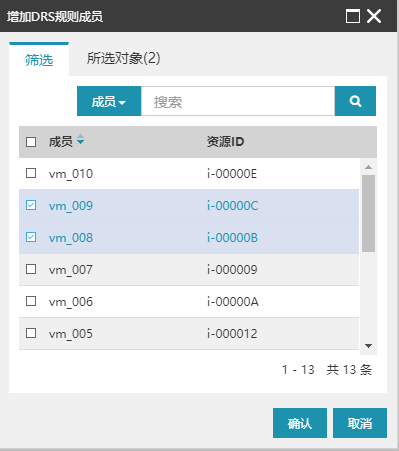 增加DRS规则成员
筛选 所选对象(2)
成员 搜索
成员 资源ID
vm_010 i-00000E
vm_009 i-00000C
vm_008 i-00000B
vm_007 i-000009
vm_006 i-00000A
vm_005 i-000012
1 - 13 共 13 条
确认 取消